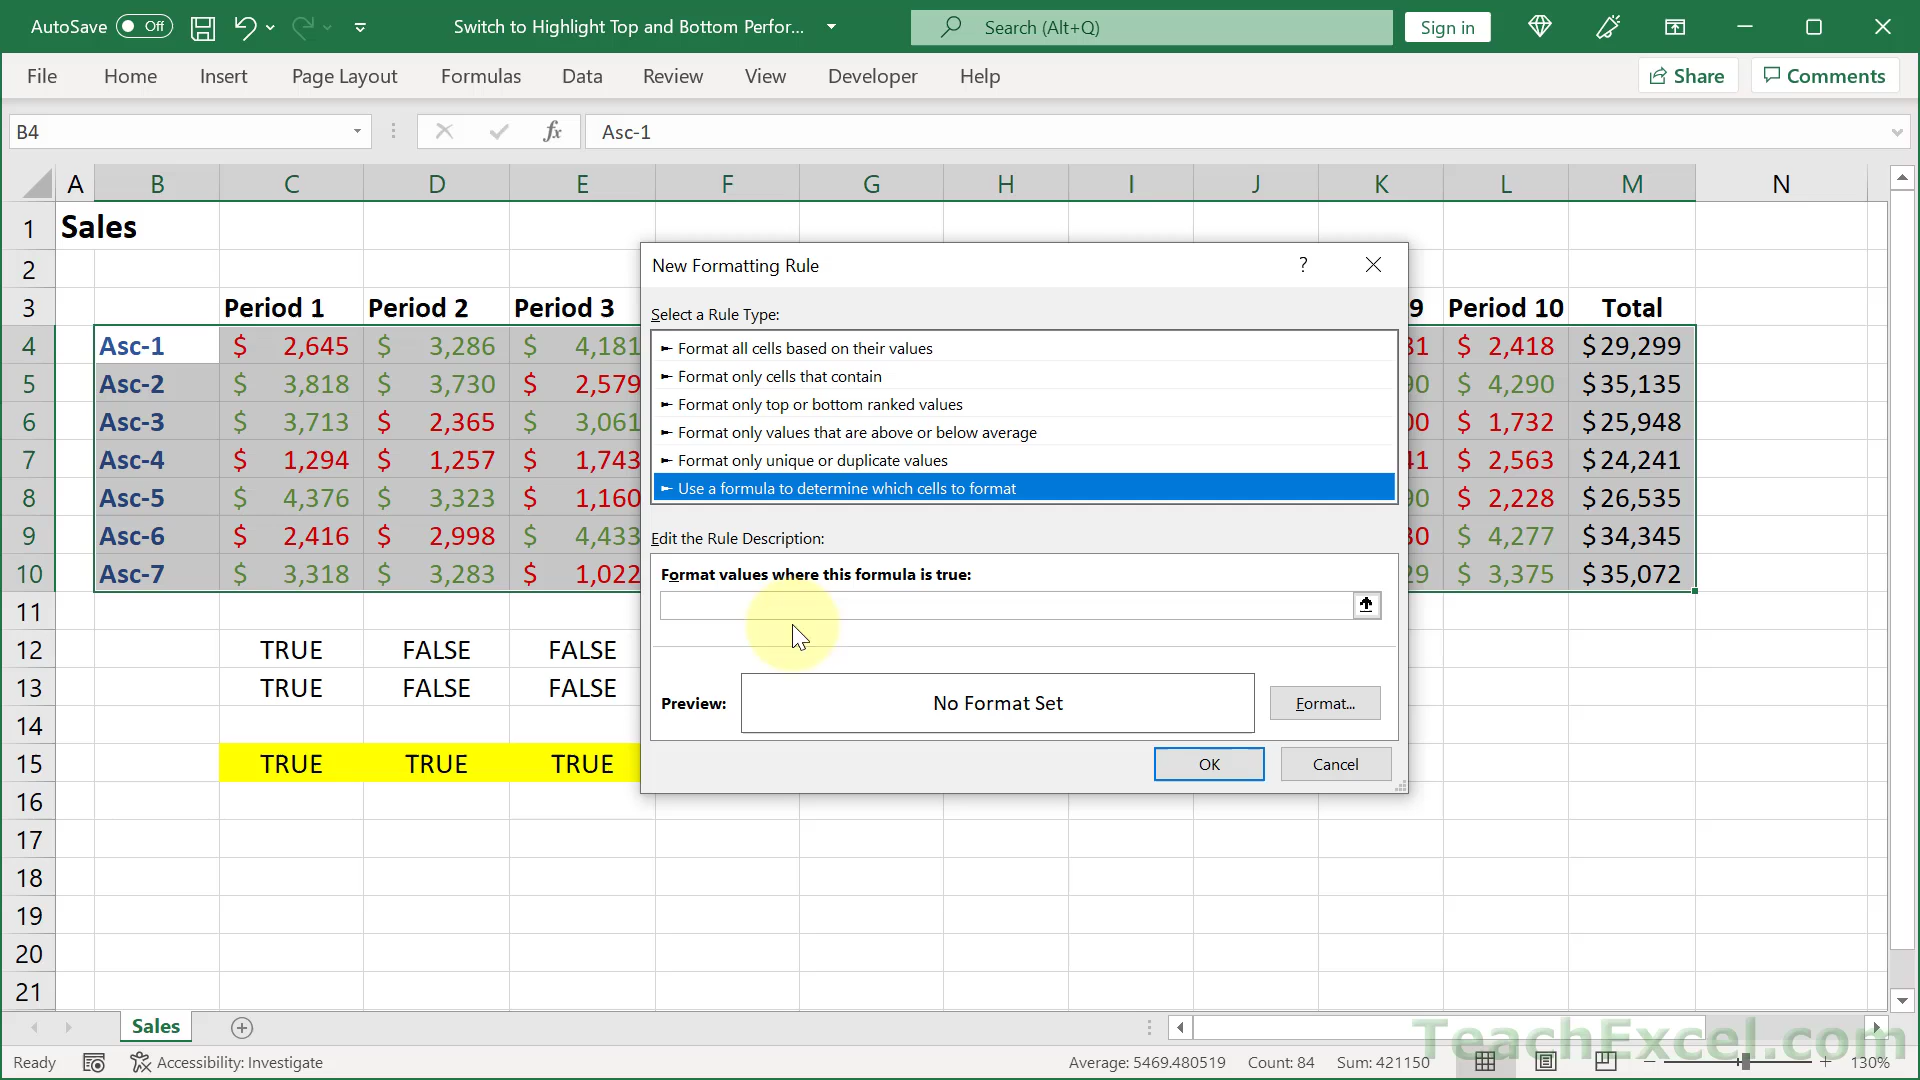 AutoSave Off Switch to Highlight Top and Bottom Perfor... Search (Alt+Q) Sign in
File Home Insert Page Layout Formulas Data Review View Developer Help Share Comments
B4 fx Asc-1
A B C D E F G H I J K L M N
1 Sales
2
3 Period 1 Period 2 Period 3 9 Period 10 Total
4 Asc-1 $ 2,645 $ 3,286 $ 4,181 31 $ 2,418 $29,299
5 Asc-2 $ 3,818 $ 3,730 $ 2,579 90 $ 4,290 $35,135
6 Asc-3 $ 3,713 $ 2,365 $ 3,061 00 $ 1,732 $25,948
7 Asc-4 $ 1,294 $ 1,257 $ 1,743 41 $ 2,563 $24,241
8 Asc-5 $ 4,376 $ 3,323 $ 1,160 90 $ 2,228 $26,535
9 Asc-6 $ 2,416 $ 2,998 $ 4,433 30 $ 4,277 $34,345
10 Asc-7 $ 3,318 $ 3,283 $ 1,022 29 $ 3,375 $35,072
11
12 TRUE FALSE FALSE
13 TRUE FALSE FALSE
14
15 TRUE TRUE TRUE
16
17
18
19
20
21
New Formatting Rule ?
Select a Rule Type:
► Format all cells based on their values
► Format only cells that contain
► Format only top or bottom ranked values
► Format only values that are above or below average
► Format only unique or duplicate values
► Use a formula to determine which cells to format
Edit the Rule Description:
Format values where this formula is true:
Preview: No Format Set Format...
OK Cancel
Sales
TeachExcel.com
Ready Accessibility: Investigate Average: 5469.480519 Count: 84 Sum: 421150 130%